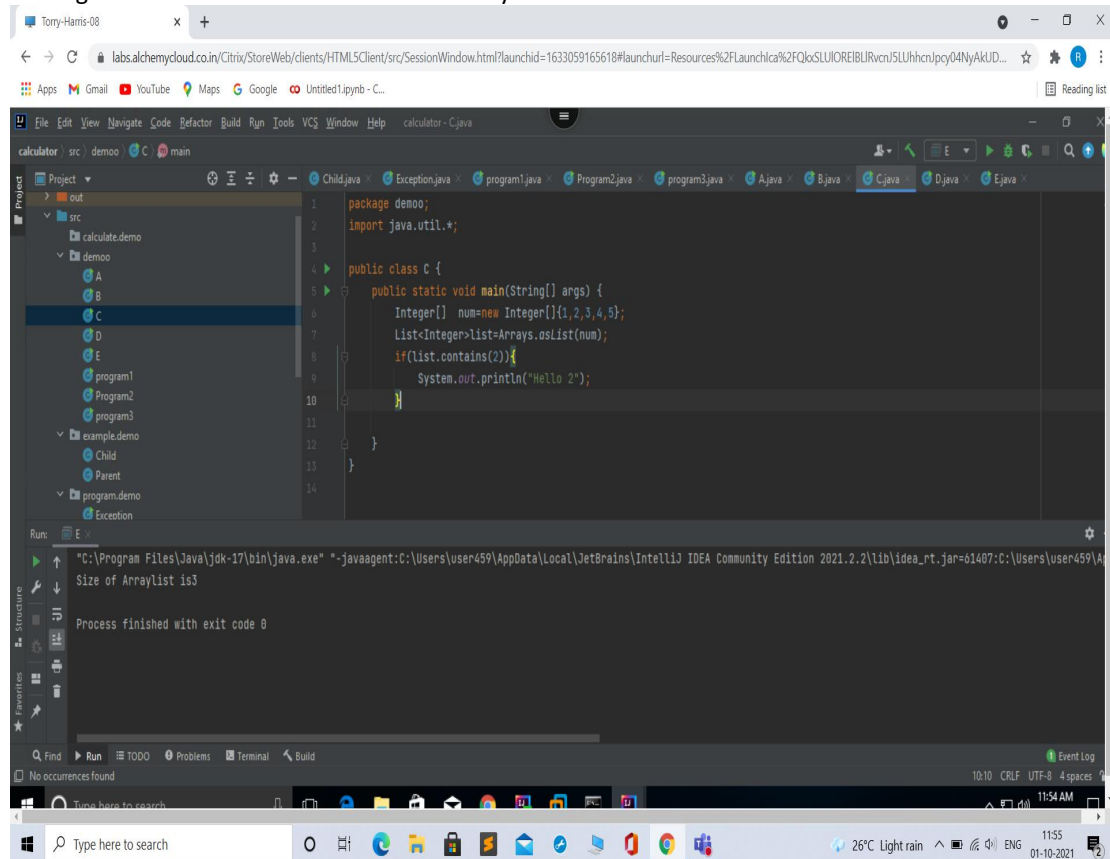 Torry-Harris-08
labs.alchemycloud.co.in/Citrix/StoreWeb/clients/HTML5Client/src/SessionWindow.html?launchid=1633059165618#launchurl=Resources%2FLaunchIca%2F
Apps Gmail YouTube Maps Google Untitled1.ipynb - C... Reading list
File Edit View Navigate Code Refactor Build Run Tools VCS Window Help calculator - C.java
calculator src demoo C main E
Project Child.java Exception.java program1.java Program2.java program3.java A.java B.java C.java D.java E.java
out
src
calculate.demo
demoo
A
B
C
D
E
program1
Program2
program3
example.demo
Child
Parent
program.demo
Exception
1 package demoo;
2 import java.util.*;
3
4 public class C {
5 public static void main(String[] args) {
6 Integer[] num=new Integer[]{1,2,3,4,5};
7 List<Integer>list=Arrays.asList(num);
8 if(list.contains(2)){
9 System.out.println("Hello 2");
10 }
11
12 }
13 }
14
Run: E
"C:\Program Files\Java\jdk-17\bin\java.exe" "-javaagent:C:\Users\user459\AppData\Local\JetBrains\IntelliJ IDEA Community Edition 2021.2.2\lib\idea_rt.jar=61407:C:\Users\user459\A
Size of Arraylist is3
Process finished with exit code 0
Project
Structure
Favorites
Find Run TODO Problems Terminal Build 1 Event Log
No occurrences found 10:10 CRLF UTF-8 4 spaces
Type here to search 11:54 AM
Type here to search 26°C Light rain ENG 11:55
01-10-2021 2